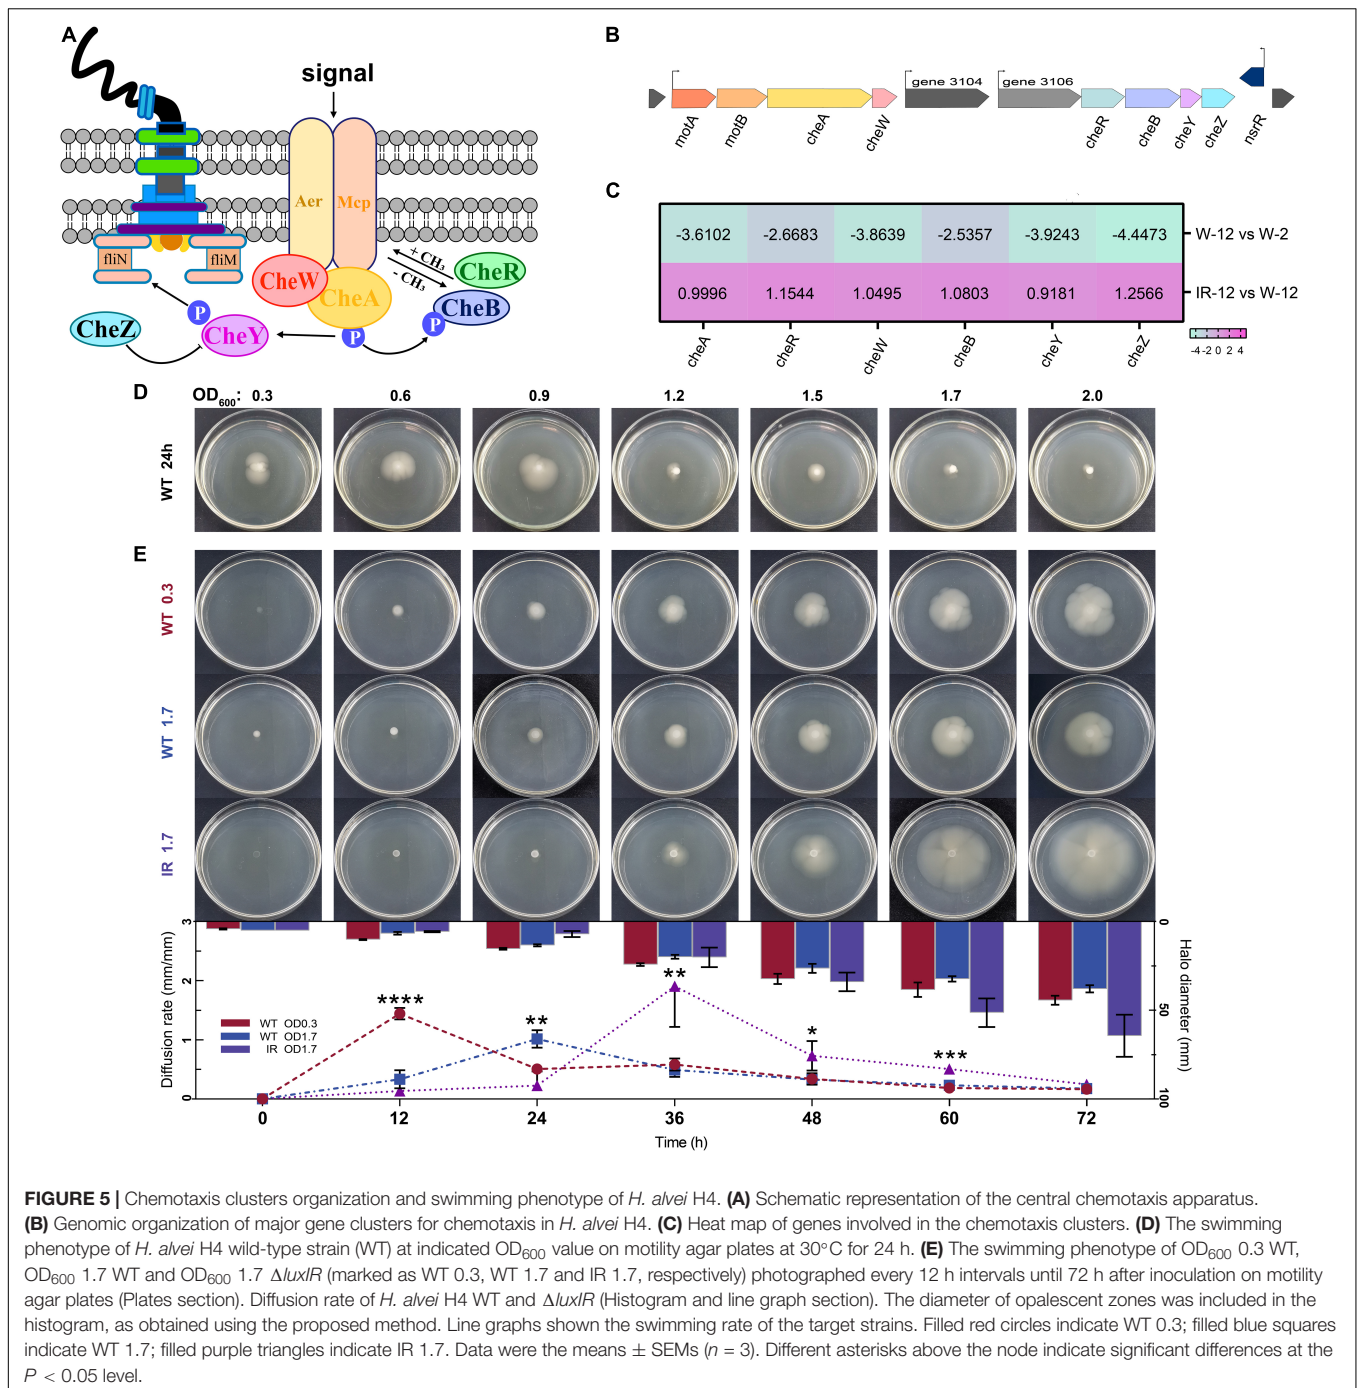 A
signal
Aer
Mcp
fliN
fliM
CheW
CheA
+ CH₃
- CH₃
CheR
CheB
P
P
P
CheZ
CheY
B
gene 3104
gene 3106
motA
motB
cheA
cheW
cheR
cheB
cheY
cheZ
nsrR
C
-3.6102 -2.6683 -3.8639 -2.5357 -3.9243 -4.4473 W-12 vs W-2
0.9996 1.1544 1.0495 1.0803 0.9181 1.2566 IR-12 vs W-12
cheA cheR cheW cheB cheY cheZ
-4 -2 0 2 4
D
OD₆₀₀: 0.3 0.6 0.9 1.2 1.5 1.7 2.0
WT 24h
E
WT 0.3
WT 1.7
IR 1.7
3
2
1
0
Diffusion rate (mm/mm)
0
50
100
Halo diameter (mm)
****
**
**
*
***
WT OD0.3
WT OD1.7
IR OD1.7
0 12 24 36 48 60 72
Time (h)
FIGURE 5 | Chemotaxis clusters organization and swimming phenotype of H. alvei H4. (A) Schematic representation of the central chemotaxis apparatus.
(B) Genomic organization of major gene clusters for chemotaxis in H. alvei H4. (C) Heat map of genes involved in the chemotaxis clusters. (D) The swimming
phenotype of H. alvei H4 wild-type strain (WT) at indicated OD₆₀₀ value on motility agar plates at 30°C for 24 h. (E) The swimming phenotype of OD₆₀₀ 0.3 WT,
OD₆₀₀ 1.7 WT and OD₆₀₀ 1.7 ΔluxIR (marked as WT 0.3, WT 1.7 and IR 1.7, respectively) photographed every 12 h intervals until 72 h after inoculation on motility
agar plates (Plates section). Diffusion rate of H. alvei H4 WT and ΔluxIR (Histogram and line graph section). The diameter of opalescent zones was included in the
histogram, as obtained using the proposed method. Line graphs shown the swimming rate of the target strains. Filled red circles indicate WT 0.3; filled blue squares
indicate WT 1.7; filled purple triangles indicate IR 1.7. Data were the means ± SEMs (n = 3). Different asterisks above the node indicate significant differences at the
P < 0.05 level.